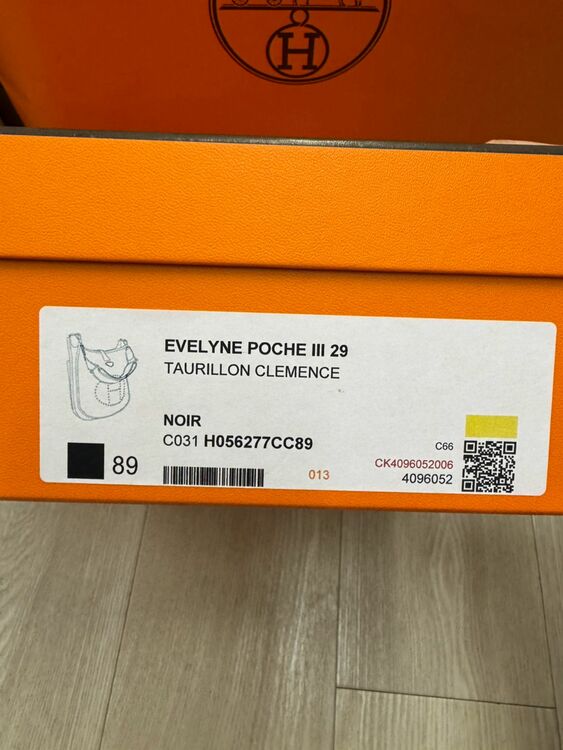 H
EVELYNE POCHE III 29
TAURILLON CLEMENCE
NOIR
C031 H056277CC89
89
013
C66
CK4096052006
4096052